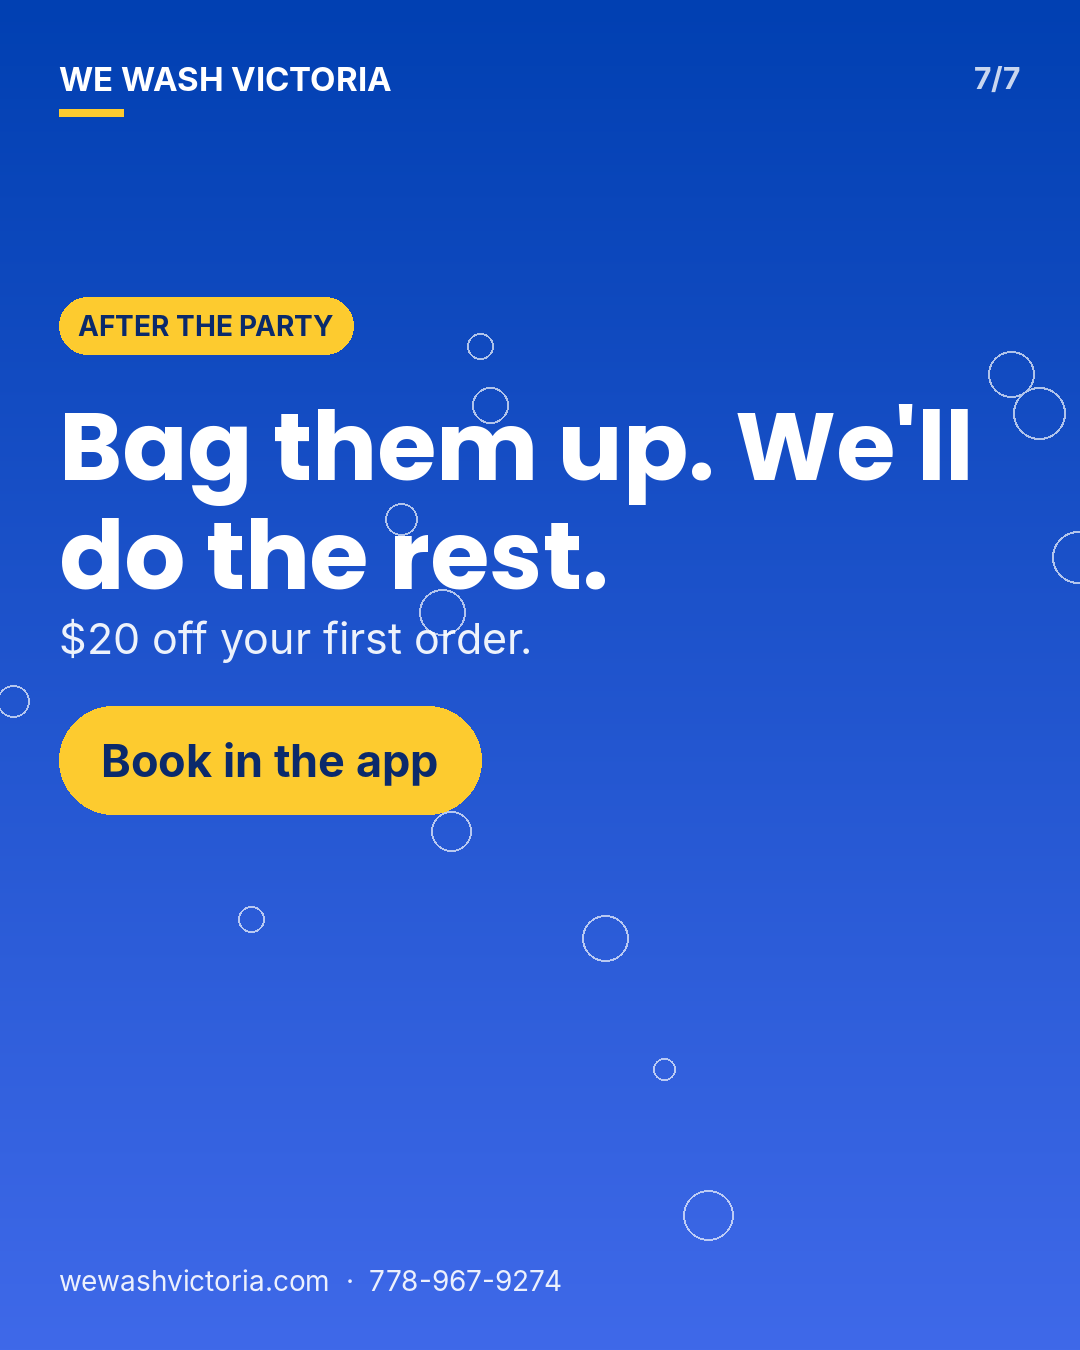 WE WASH VICTORIA
7/7
AFTER THE PARTY
Bag them up. We'll
do the rest.
$20 off your first order.
Book in the app
wewashvictoria.com · 778-967-9274